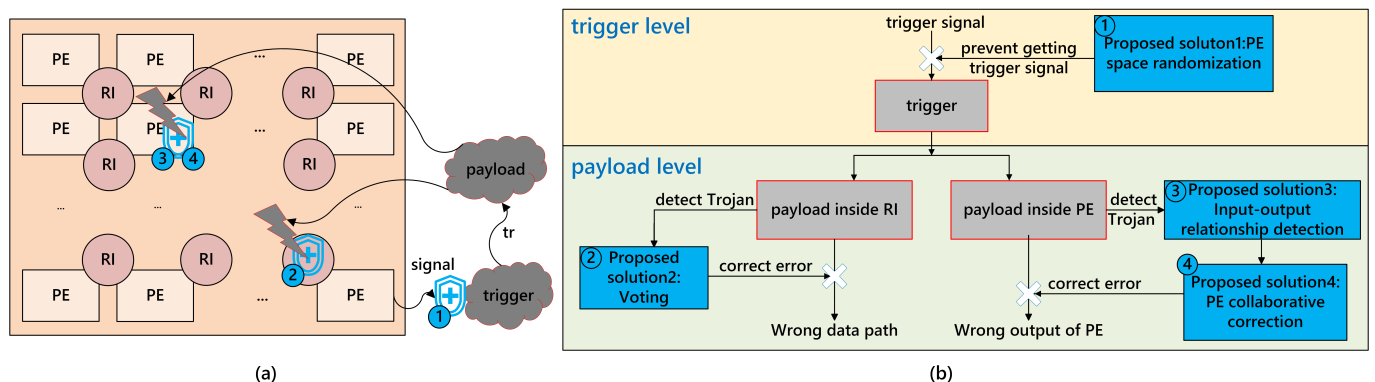 PE
PE
...
RI
RI
RI
PE
PE
...
PE
PE
3
4
RI
RI
...
...
...
RI
RI
2
PE
PE
...
PE
payload
tr
signal
trigger
1
(a)
trigger level
trigger signal
prevent getting
trigger signal
1
Proposed soluton1:PE
space randomization
trigger
payload level
payload inside RI
payload inside PE
detect Trojan
detect
Trojan
3
Proposed solution3:
Input-output
relationship detection
2
Proposed
solution2:
Voting
correct error
correct error
4
Proposed solution4:
PE collaborative
correction
Wrong data path
Wrong output of PE
(b)